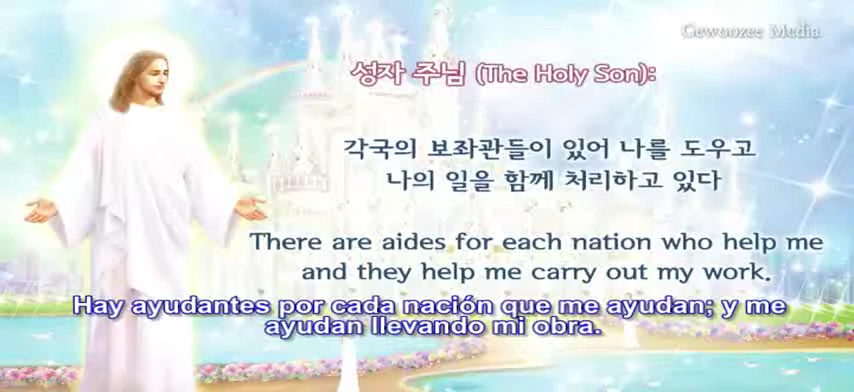 Gewoozee Media
성자 주님 (The Holy Son):
각국의 보좌관들이 있어 나를 도우고
나의 일을 함께 처리하고 있다
There are aides for each nation who help me
and they help me carry out my work.
Hay ayudantes por cada nación que me ayudan; y me
ayudan llevando mi obra.